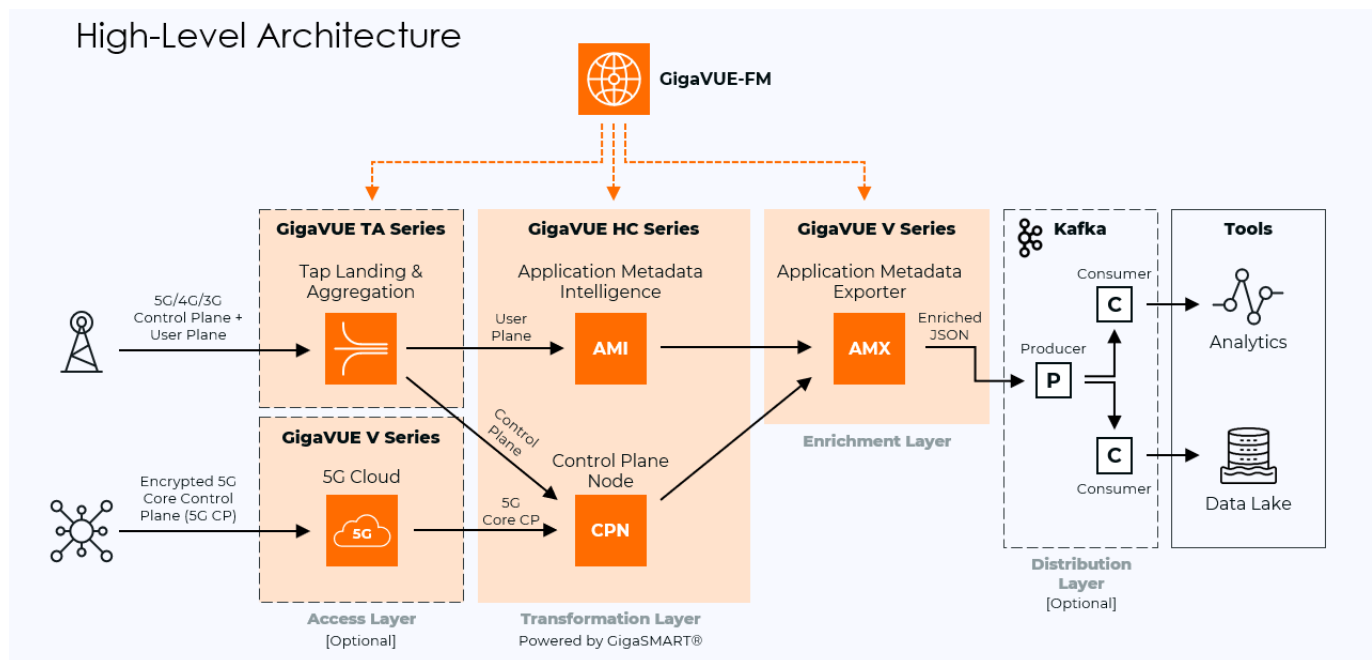 High-Level Architecture
GigaVUE-FM
GigaVUE TA Series
Tap Landing &
Aggregation
5G/4G/3G
Control Plane +
User Plane
GigaVUE V Series
5G Cloud
5G
Encrypted 5G
Core Control
Plane (5G CP)
Access Layer
[Optional]
GigaVUE HC Series
Application Metadata
Intelligence
User
Plane
AMI
Control
Plane
Control Plane
Node
5G
Core CP
CPN
Transformation Layer
Powered by GigaSMART®
GigaVUE V Series
Application Metadata
Exporter
AMX
Enriched
JSON
Enrichment Layer
Kafka
Consumer
C
Producer
P
C
Consumer
Distribution
Layer
[Optional]
Tools
Analytics
Data Lake